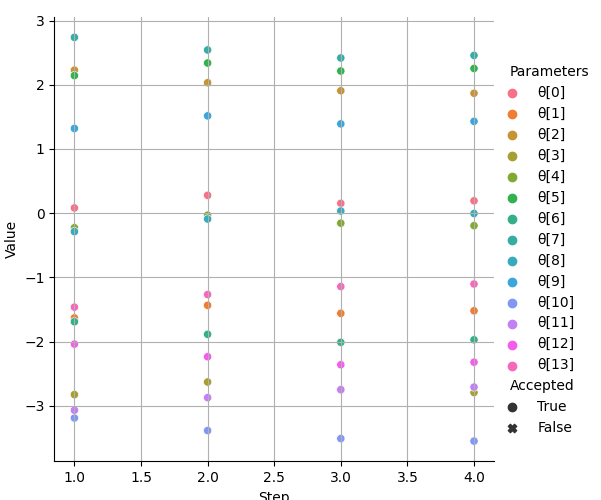 3
2
1
0
−1
−2
−3
Value
1.0
1.5
2.0
2.5
3.0
3.5
4.0
Step
Parameters
θ[0]
θ[1]
θ[2]
θ[3]
θ[4]
θ[5]
θ[6]
θ[7]
θ[8]
θ[9]
θ[10]
θ[11]
θ[12]
θ[13]
Accepted
True
False